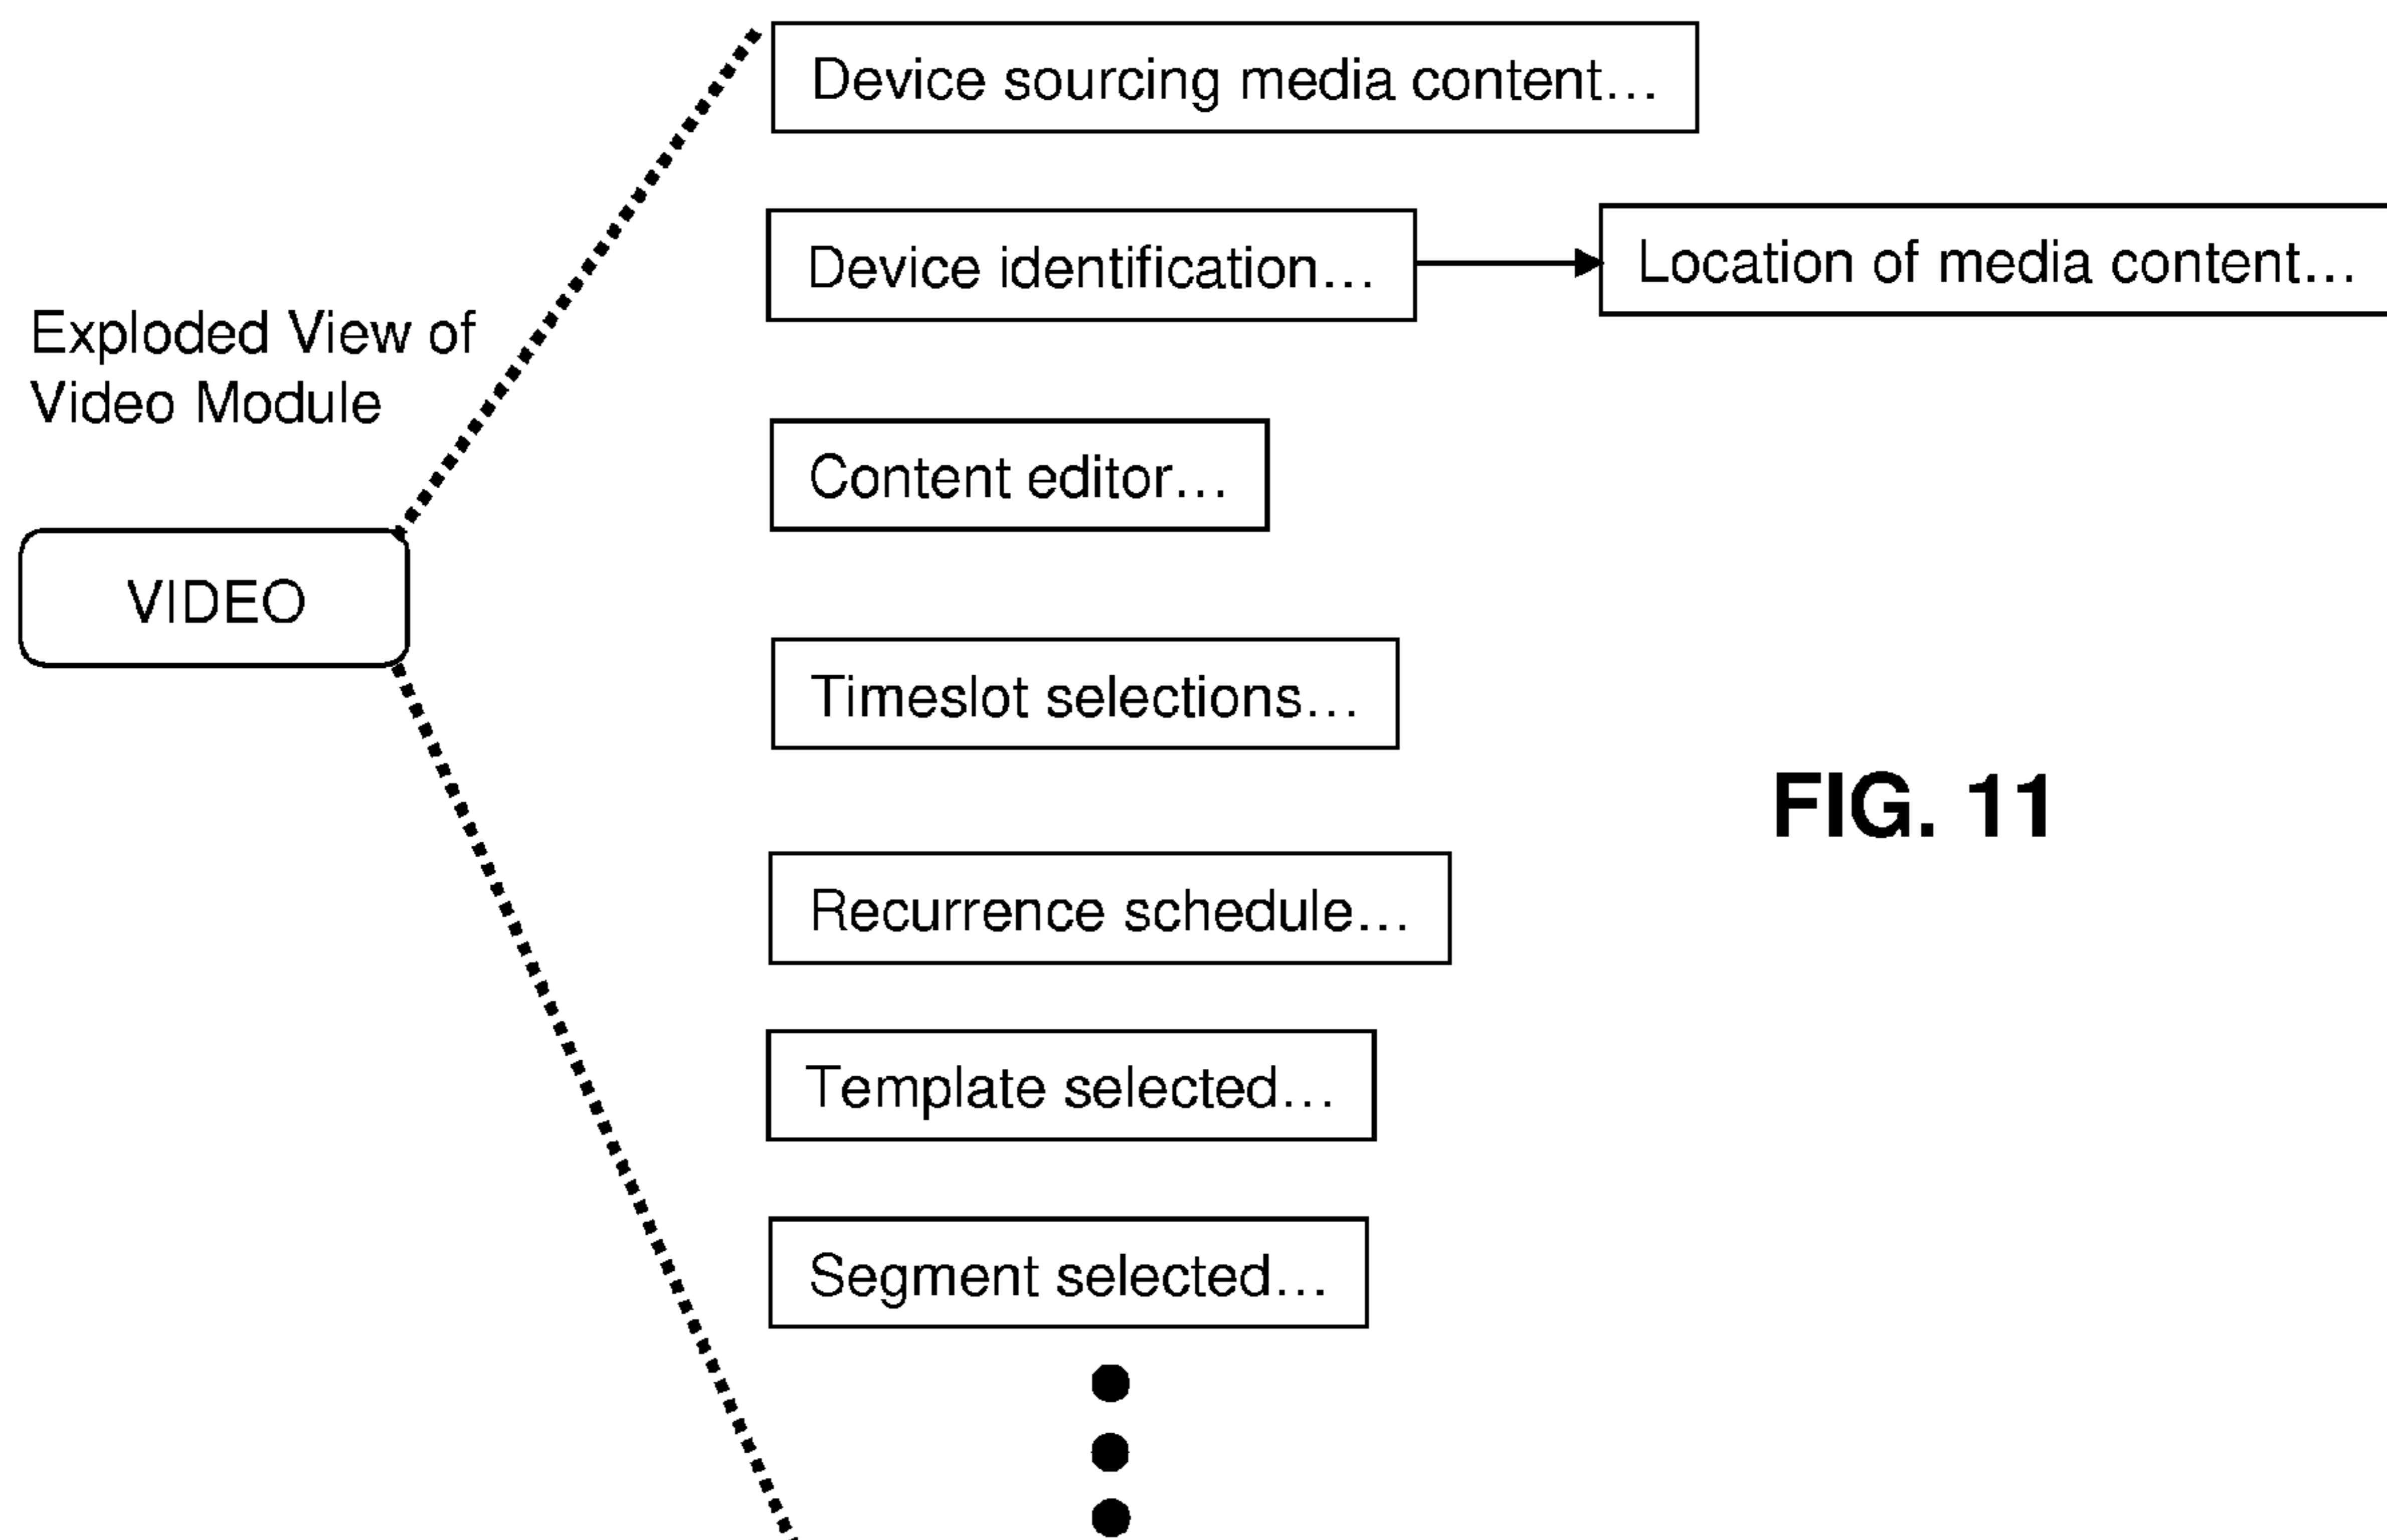 Device sourcing media content...
Device identification...
Location of media content...
Exploded View of
Video Module
Content editor...
VIDEO
Timeslot selections...
FIG. 11
Recurrence schedule...
Template selected...
Segment selected...